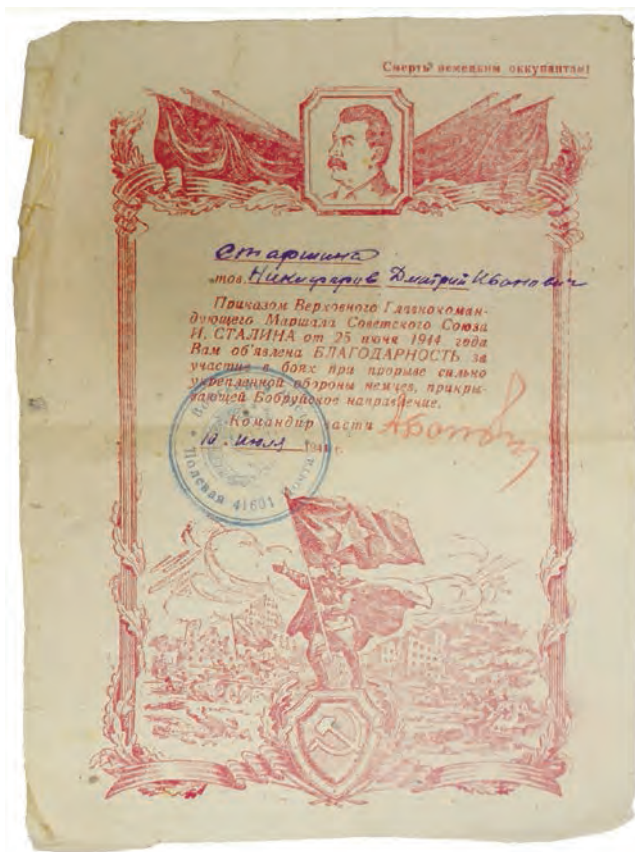 Смерть немецким оккупантам!
Старшина
тов. Никифоров Дмитрий Иванович
Приказом Верховного Главнокоман-
дующего Маршала Советского Союза
И. СТАЛИНА от 25 июня 1944 года
Вам об'явлена БЛАГОДАРНОСТЬ за
участие в боях при прорыве сильно
укрепленной обороны немцев, прикры-
вающей Бобруйское направление.
Командир части
10. июля 1944 г.
Полевая 41601 почта